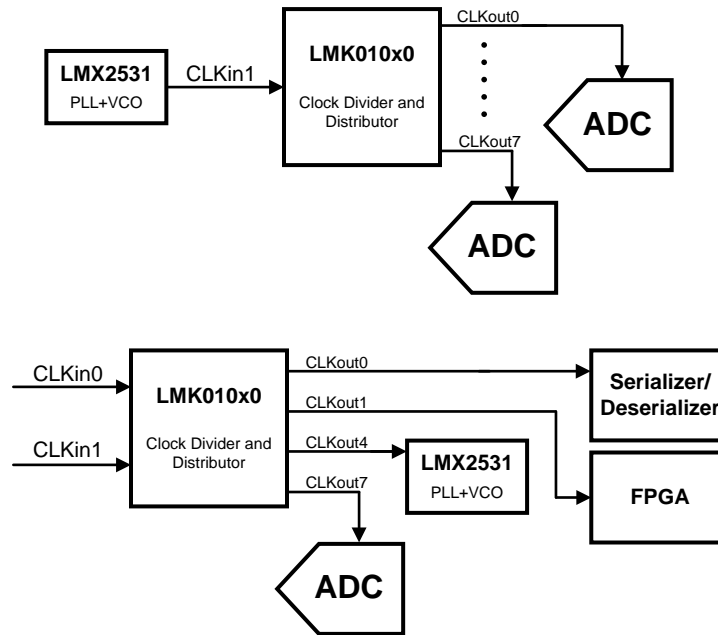 CLKout0
LMK010x0
LMX2531
CLKin1
PLL+VCO
Clock Divider and
Distributor
ADC
CLKout7
ADC
CLKin0
CLKout0
LMK010x0
Serializer/
Deserializer
CLKout1
CLKin1
Clock Divider and
Distributor
CLKout4
LMX2531
PLL+VCO
CLKout7
FPGA
ADC